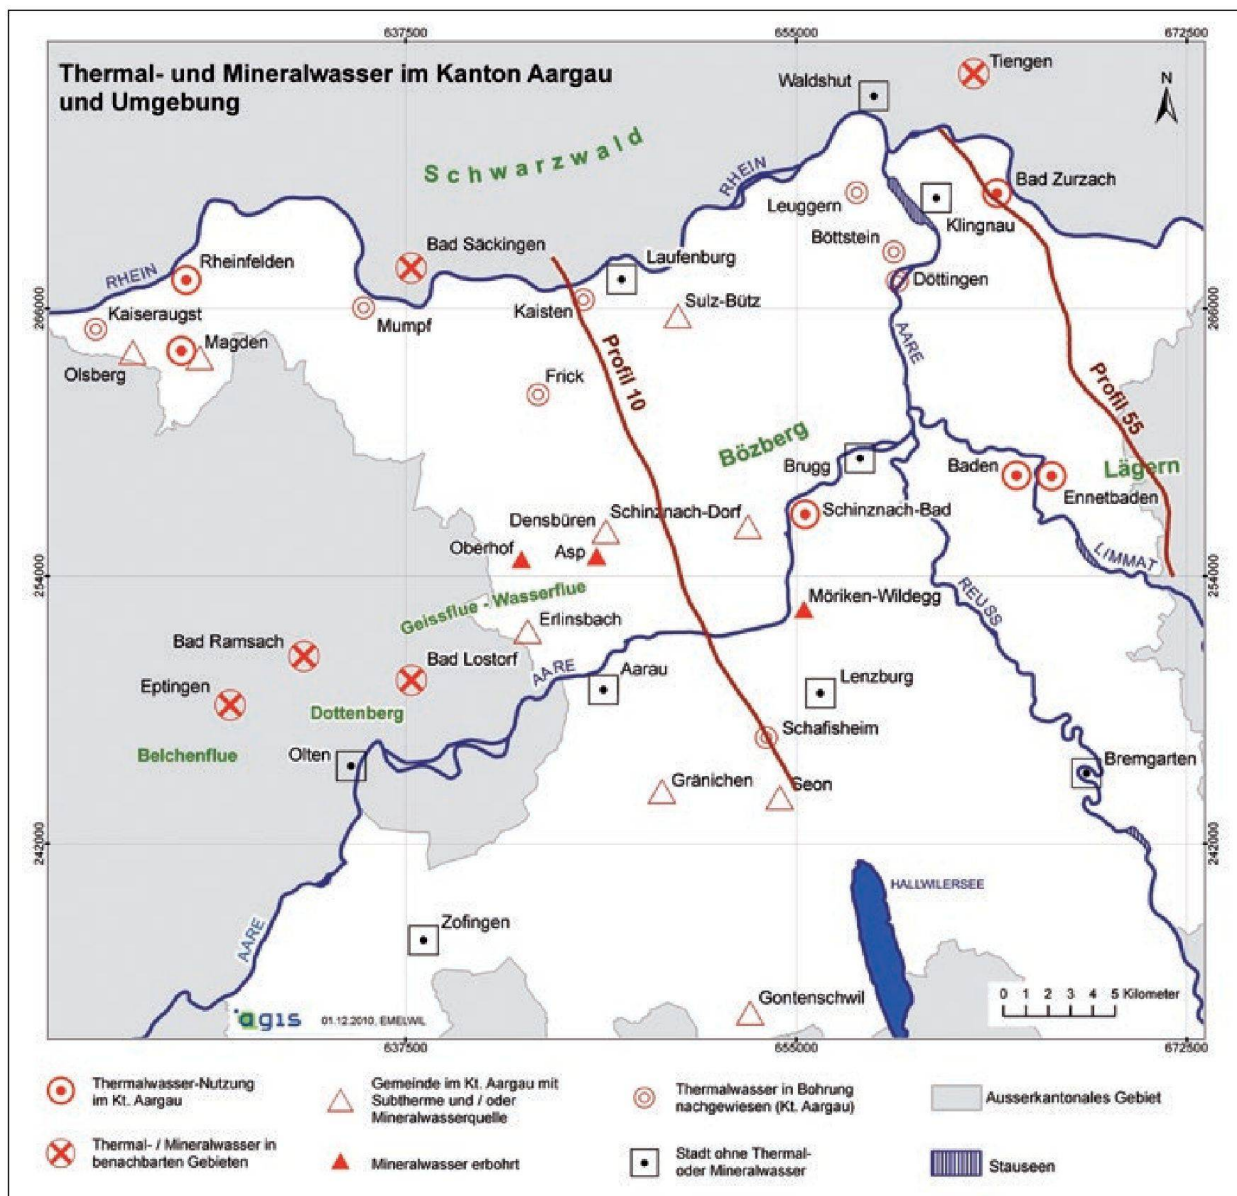 637500
655000
672500
Thermal- und Mineralwasser im Kanton Aargau
und Umgebung
Tiengen
Waldshut
N
Schwarzwald
RHEIN
Bad Zurzach
Leuggern
Klingnau
Böttstein
Bad Säckingen
Rheinfelden
Laufenburg
Döttingen
RHEIN
Sulz-Bütz
Kaisten
266000
266000
Kaiseraugst
Mumpf
Magden
AARE
Olsberg
Profil 10
Profil 55
Frick
Bözberg
Brugg
Baden
Lägern
Ennetbaden
Schinznach-Dorf
Schinznach-Bad
Densbüren
Oberhof
Asp
LIMMAT
254000
254000
Geissflue - Wasserflue
Möriken-Wildegg
REUSS
Erlinsbach
Bad Ramsach
Bad Lostorf
AARE
Aarau
Lenzburg
Eptingen
Dottenberg
Schafisheim
Belchenflue
Olten
Bremgarten
Gränichen
Seon
242000
242000
HALLWILERSEE
Zofingen
AARE
Gontenschwil
0 1 2 3 4 5 Kilometer
agis
01.12.2010, EMELWIL
637500
655000
672500
Thermalwasser-Nutzung
im Kt. Aargau
Gemeinde im Kt. Aargau mit
Subtherme und / oder
Mineralwasserquelle
Thermalwasser in Bohrung
nachgewiesen (Kt. Aargau)
Ausserkantonales Gebiet
Thermal- / Mineralwasser in
benachbarten Gebieten
Mineralwasser erbohrt
Stadt ohne Thermal-
oder Mineralwasser
Stauseen